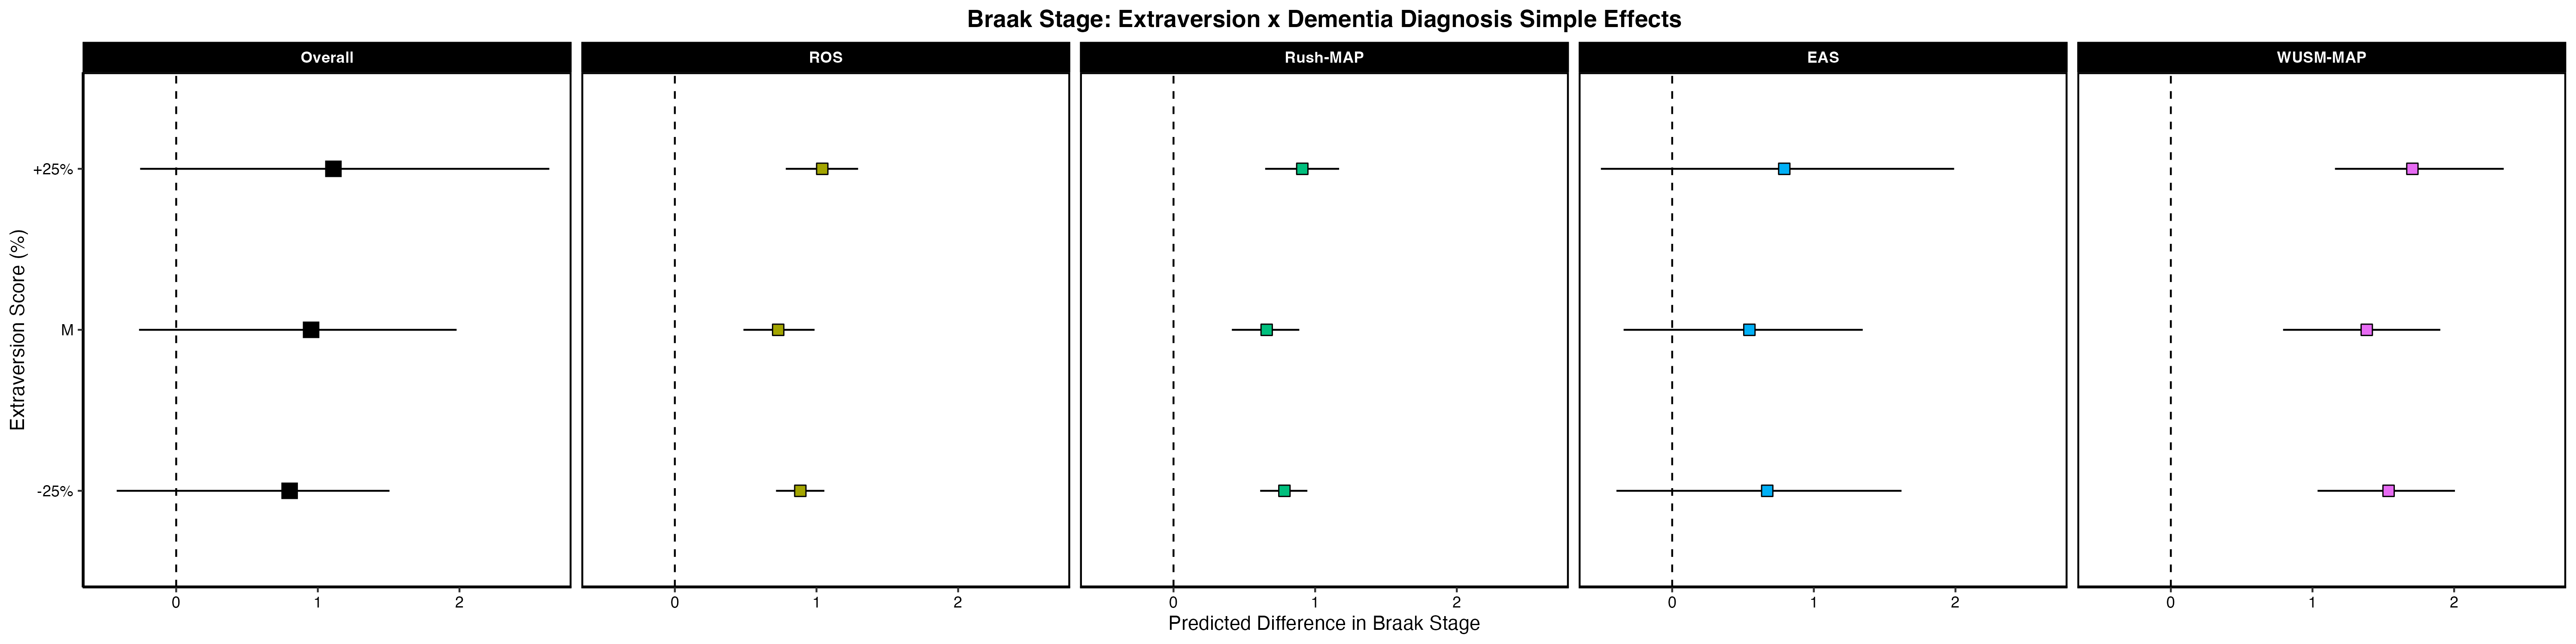 Braak Stage: Extraversion x Dementia Diagnosis Simple Effects
Overall
ROS
Rush-MAP
EAS
WUSM-MAP
Extraversion Score (%)
+25%
M
-25%
0 1 2
0 1 2
0 1 2
0 1 2
0 1 2
Predicted Difference in Braak Stage